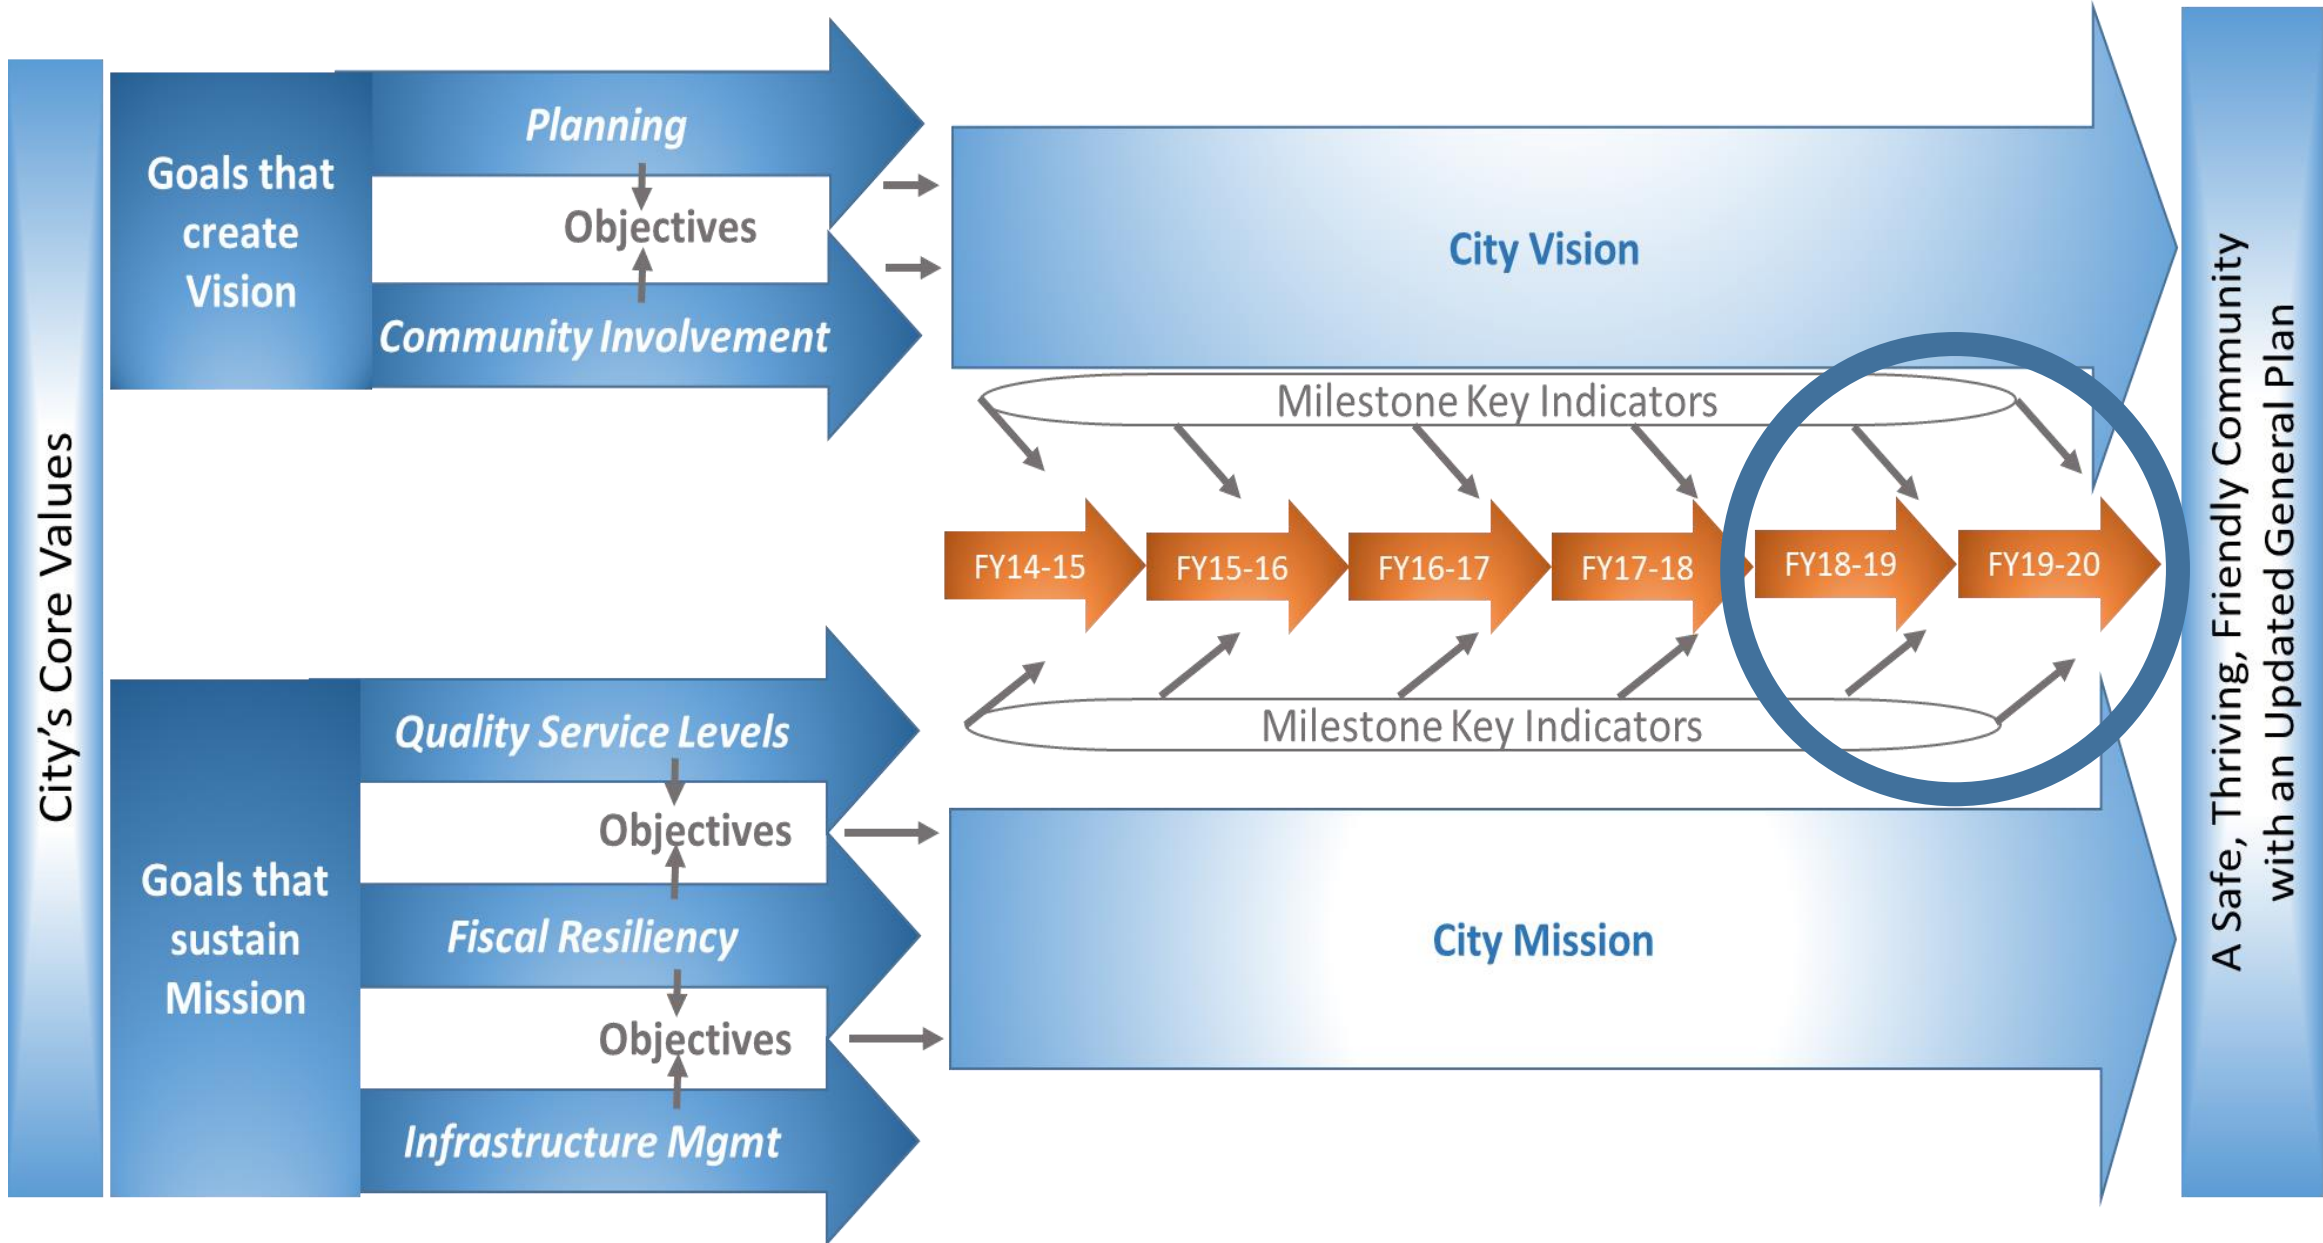 City's Core Values
Goals that
create
Vision
Planning
Objectives
Community Involvement
City Vision
Milestone Key Indicators
FY14-15
FY15-16
FY16-17
FY17-18
FY18-19
FY19-20
Milestone Key Indicators
Goals that
sustain
Mission
Quality Service Levels
Objectives
Fiscal Resiliency
Objectives
Infrastructure Mgmt
City Mission
A Safe, Thriving, Friendly Community
with an Updated General Plan